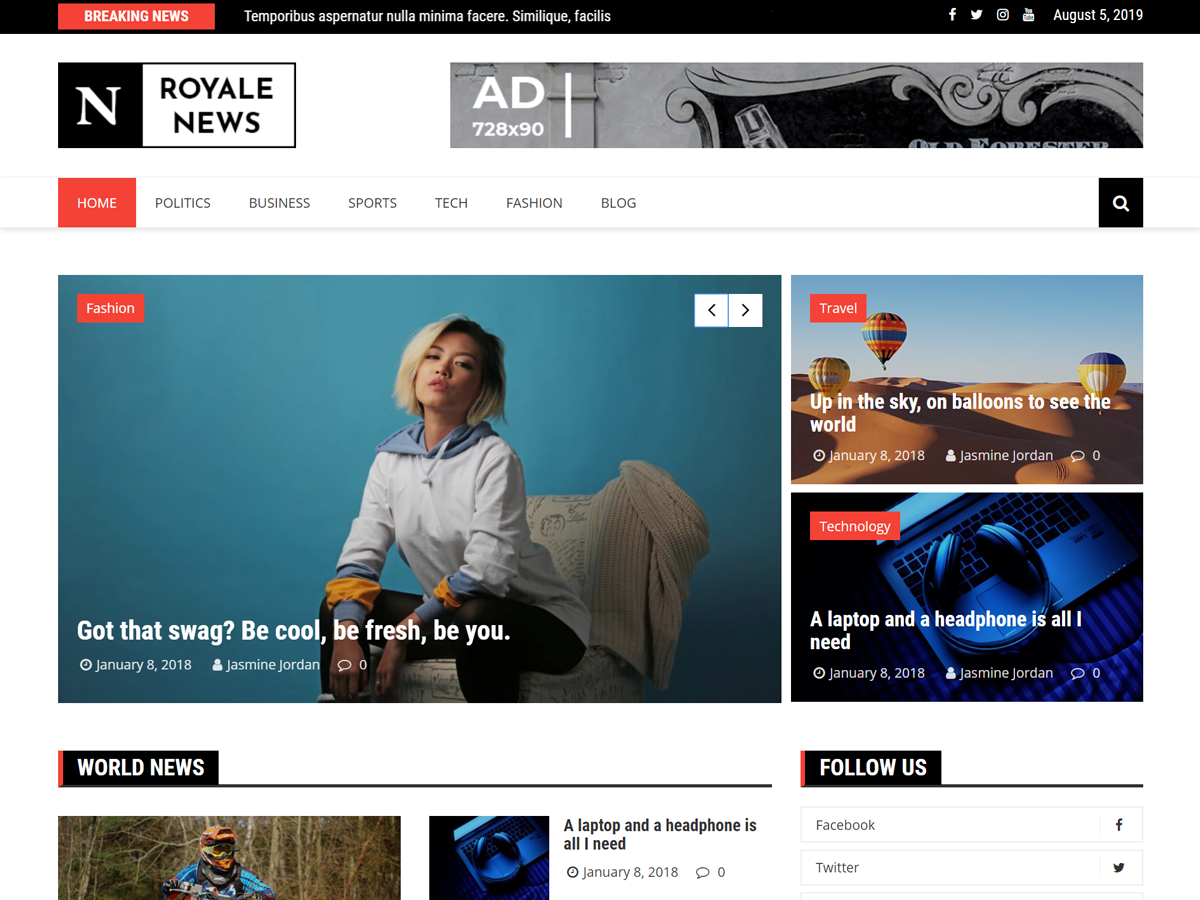 BREAKING NEWS
Temporibus aspernatur nulla minima facere. Similique, facilis
August 5, 2019
N
ROYALE
NEWS
AD
728x90
OLD FORESTER
HOME
POLITICS
BUSINESS
SPORTS
TECH
FASHION
BLOG
Fashion
Got that swag? Be cool, be fresh, be you.
January 8, 2018 Jasmine Jordan 0
Travel
Up in the sky, on balloons to see the
world
January 8, 2018 Jasmine Jordan 0
Technology
A laptop and a headphone is all I
need
January 8, 2018 Jasmine Jordan 0
WORLD NEWS
A laptop and a headphone is
all I need
January 8, 2018 0
FOLLOW US
Facebook
Twitter